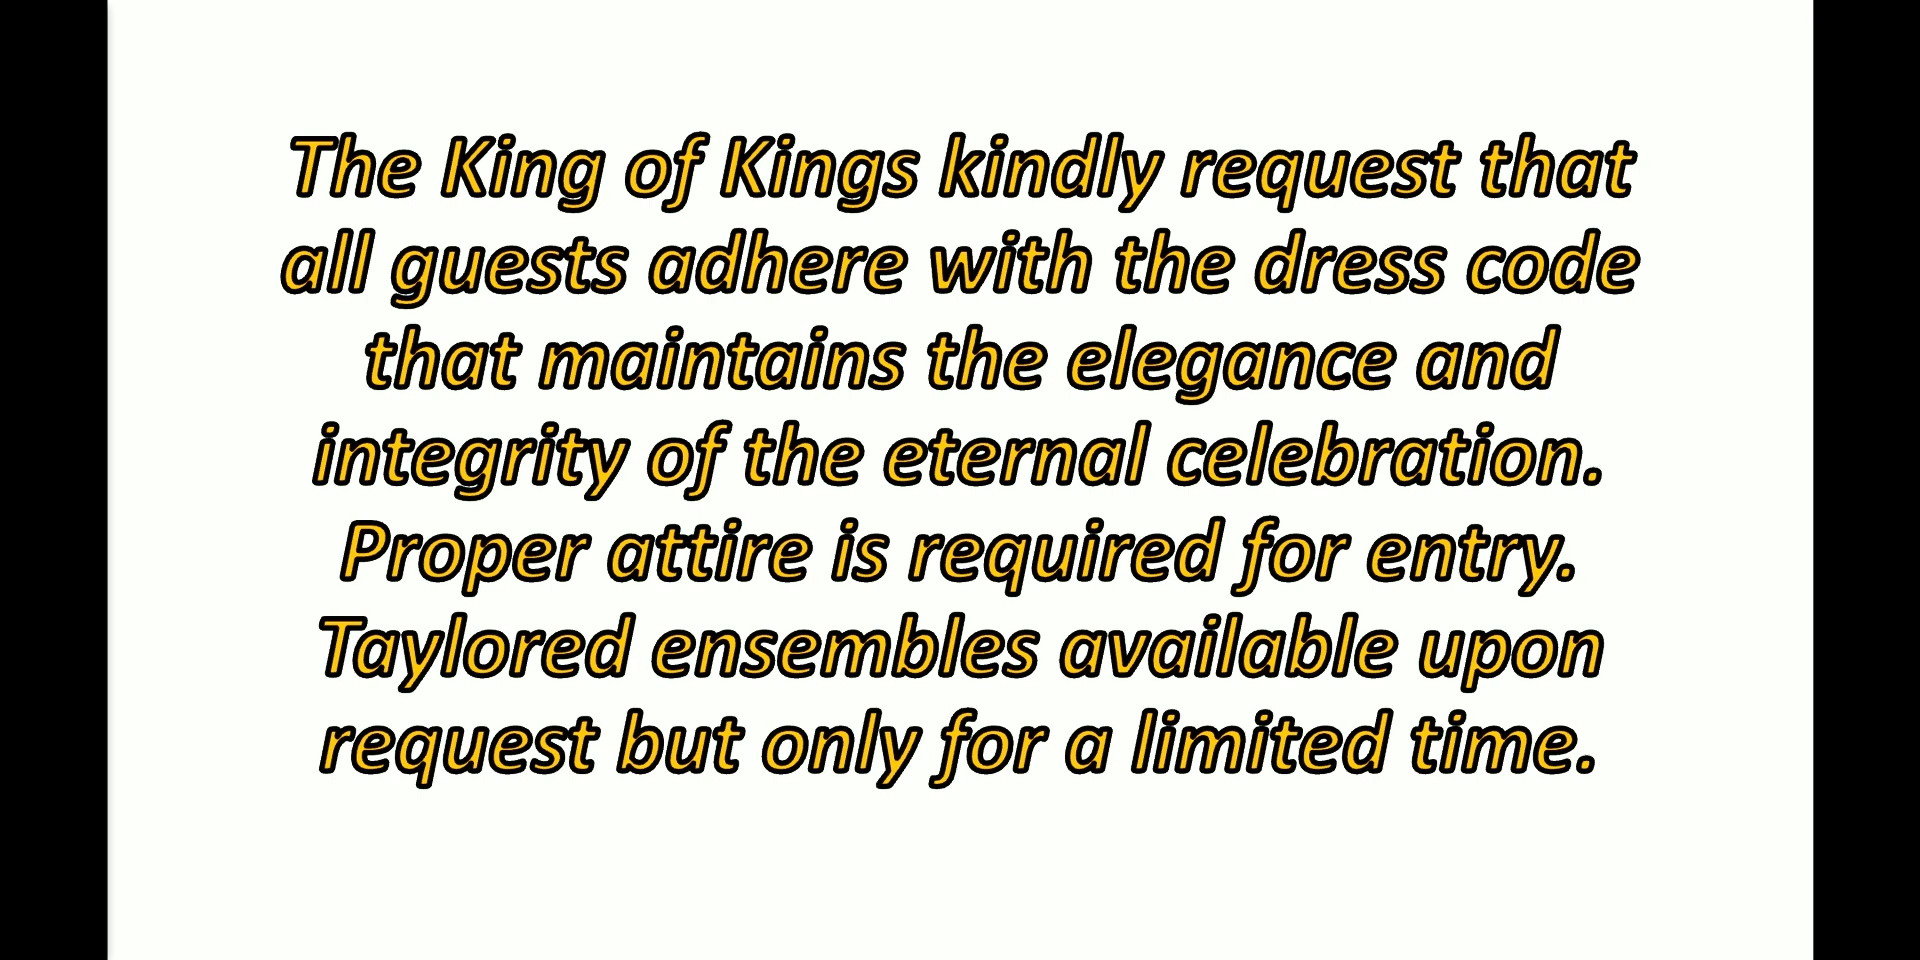 The King of Kings kindly request that
all guests adhere with the dress code
that maintains the elegance and
integrity of the eternal celebration.
Proper attire is required for entry.
Taylored ensembles available upon
request but only for a limited time.